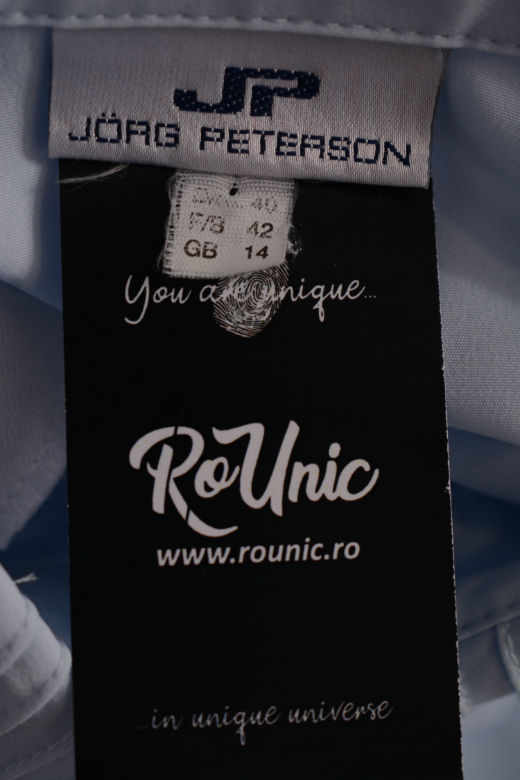 JP
JÖRG PETERSON
40
F/B 42
GB 14
You are unique...
RoUnic
www.rounic.ro
...in unique universe